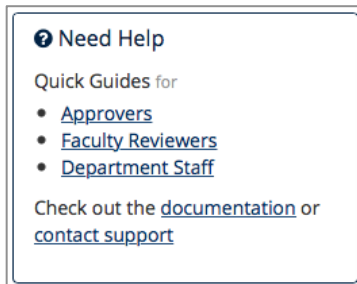 Need Help
Quick Guides for
Approvers
Faculty Reviewers
Department Staff
Check out the documentation or
contact support